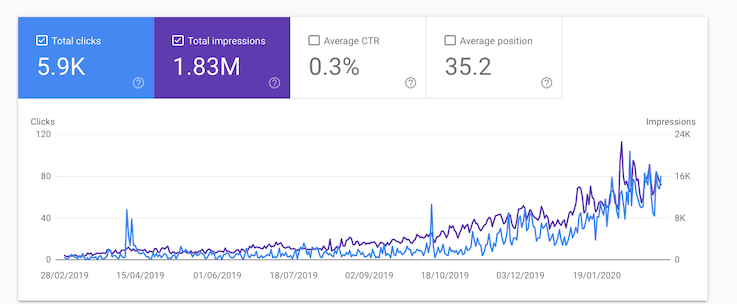 Total clicks
5.9K
Total impressions
1.83M
Average CTR
0.3%
Average position
35.2
Clicks
Impressions
120
24K
80
16K
40
8K
0
0
28/02/2019
15/04/2019
01/06/2019
18/07/2019
02/09/2019
18/10/2019
03/12/2019
19/01/2020